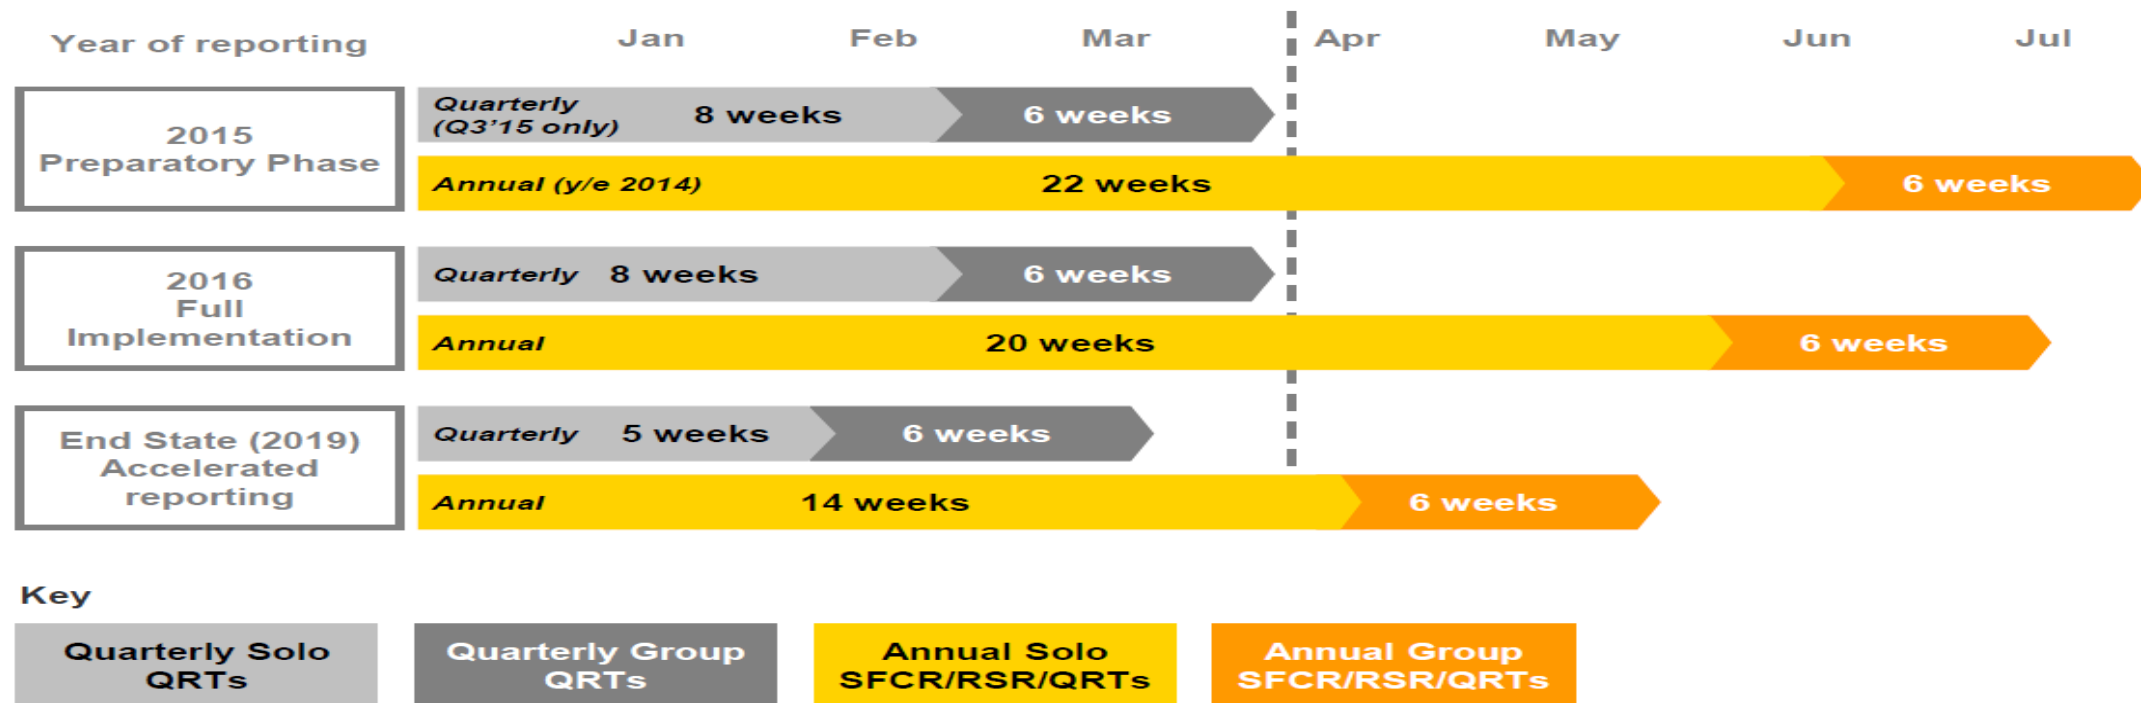 Year of reporting Jan Feb Mar Apr May Jun Jul
2015
Preparatory Phase
Quarterly
(Q3'15 only)
8 weeks
6 weeks
Annual (y/e 2014)
22 weeks
6 weeks
2016
Full
Implementation
Quarterly
8 weeks
6 weeks
Annual
20 weeks
6 weeks
End State (2019)
Accelerated
reporting
Quarterly
5 weeks
6 weeks
Annual
14 weeks
6 weeks
Key
Quarterly Solo
QRTs
Quarterly Group
QRTs
Annual Solo
SFCR/RSR/QRTs
Annual Group
SFCR/RSR/QRTs